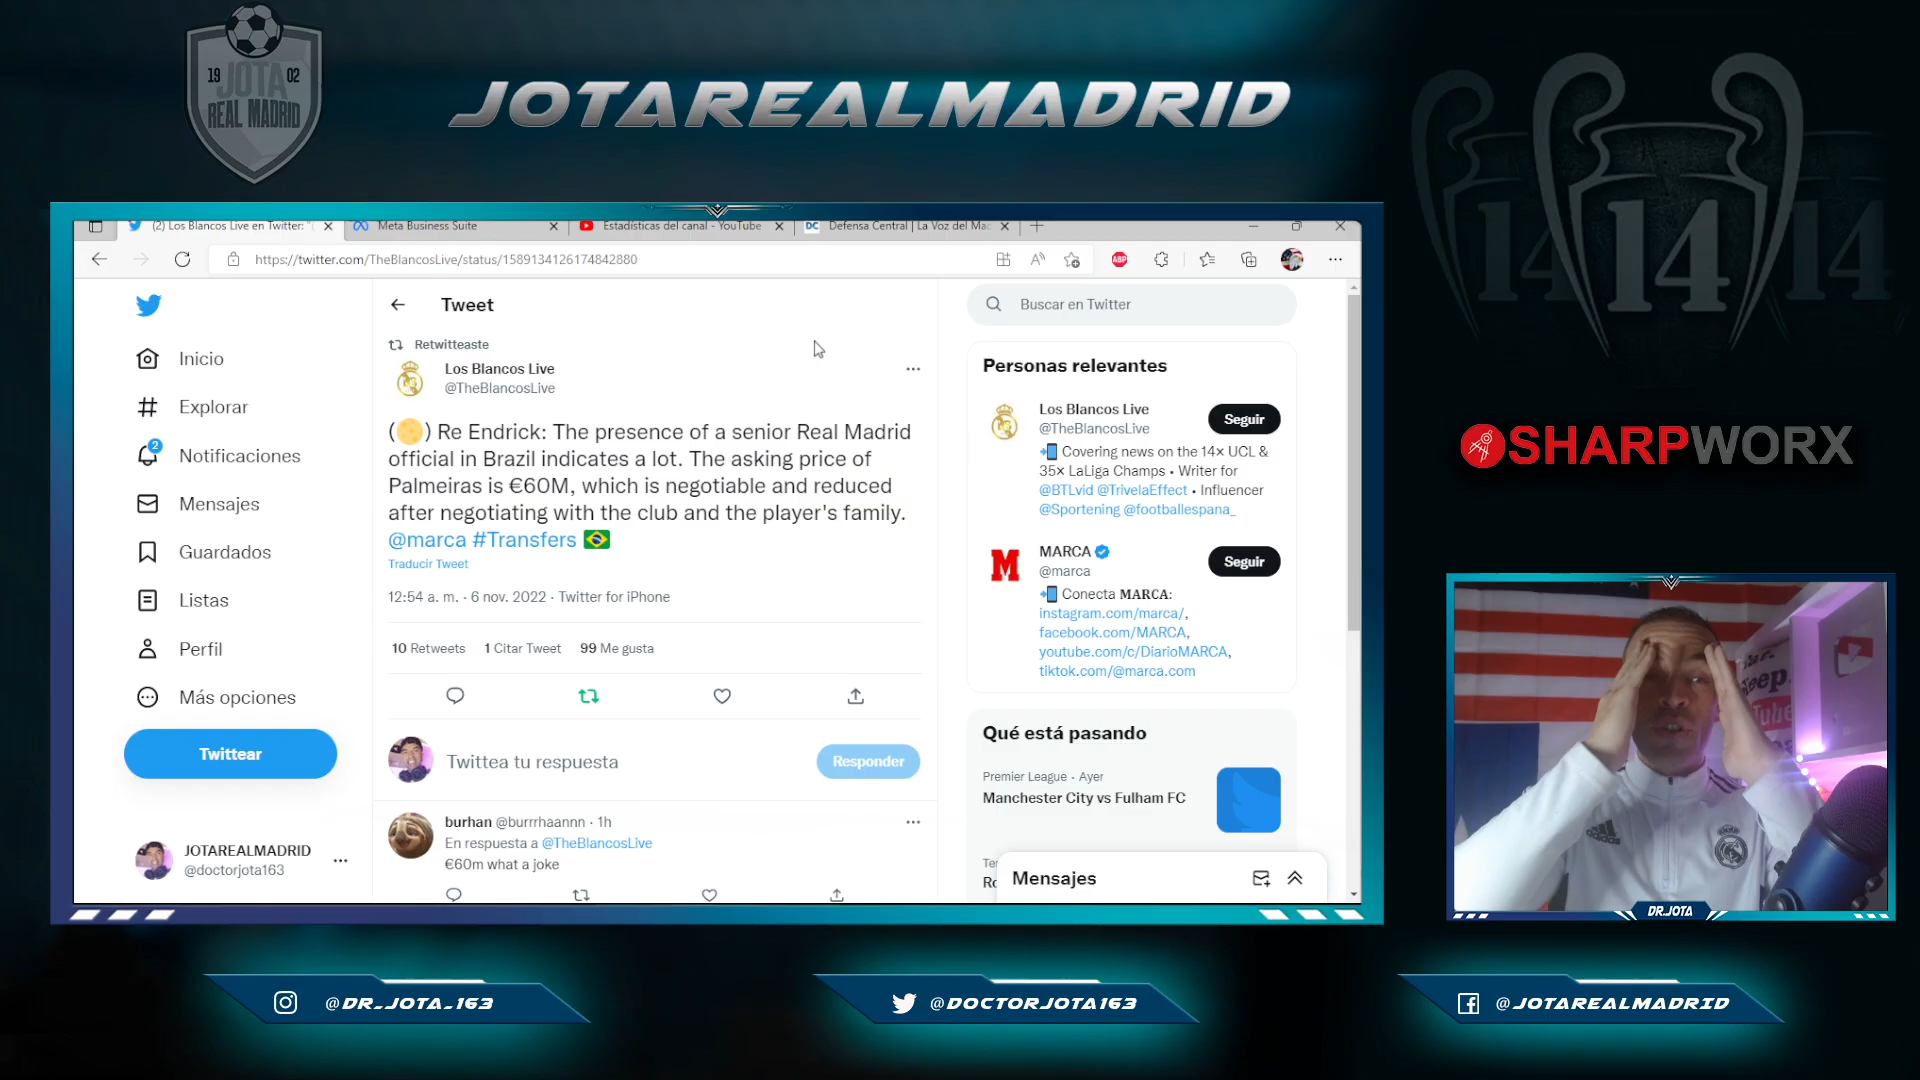 19 02
JOTA
REAL MADRID
JOTAREALMADRID
14 14 14
(2) Los Blancos Live en Twitter: "(
Meta Business Suite
Estadísticas del canal - YouTube
DC Defensa Central | La Voz del Mad
https://twitter.com/TheBlancosLive/status/1589134126174842880
ABP
Tweet
Buscar en Twitter
Retwitteaste
Los Blancos Live
@TheBlancosLive
(🌕) Re Endrick: The presence of a senior Real Madrid
official in Brazil indicates a lot. The asking price of
Palmeiras is €60M, which is negotiable and reduced
after negotiating with the club and the player's family.
@marca #Transfers 🇧🇷
Traducir Tweet
12:54 a. m. · 6 nov. 2022 · Twitter for iPhone
10 Retweets 1 Citar Tweet 99 Me gusta
Twittea tu respuesta
Responder
burhan @burrrhaannn · 1h
En respuesta a @TheBlancosLive
€60m what a joke
Inicio
Explorar
2
Notificaciones
Mensajes
Guardados
Listas
Perfil
Más opciones
Twittear
JOTAREALMADRID
@doctorjota163
Personas relevantes
Los Blancos Live
@TheBlancosLive
Seguir
📲 Covering news on the 14× UCL &
35× LaLiga Champs • Writer for
@BTLvid @TrivelaEffect • Influencer
@Sportening @footballespana_
M
MARCA
@marca
Seguir
📲 Conecta MARCA:
instagram.com/marca/,
facebook.com/MARCA,
youtube.com/c/DiarioMARCA,
tiktok.com/@marca.com
Qué está pasando
Premier League · Ayer
Manchester City vs Fulham FC
Mensajes
SHARPWORX
Keep
adidas
DR.JOTA
@DR_JOTA_163
@DOCTORJOTA163
@JOTAREALMADRID